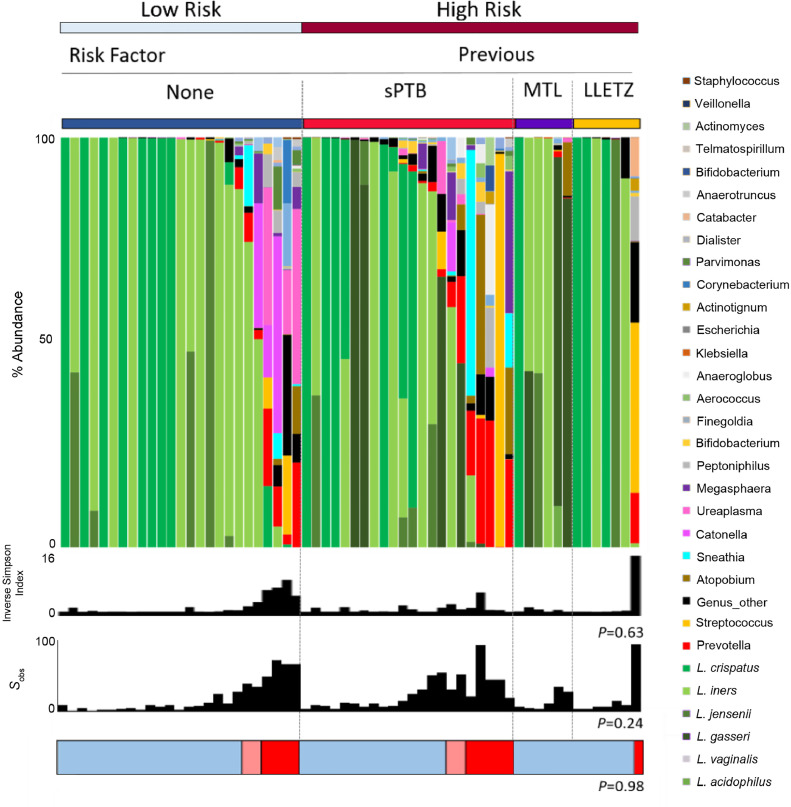 Low Risk
High Risk
Risk Factor
Previous
None
sPTB
MTL
LLETZ
% Abundance
100
50
0
Inverse Simpson
Index
16
0
P=0.63
Sobs
100
0
P=0.24
P=0.98
Staphylococcus
Veillonella
Actinomyces
Telmatospirillum
Bifidobacterium
Anaerotruncus
Catabacter
Dialister
Parvimonas
Corynebacterium
Actinotignum
Escherichia
Klebsiella
Anaeroglobus
Aerococcus
Finegoldia
Bifidobacterium
Peptoniphilus
Megasphaera
Ureaplasma
Catonella
Sneathia
Atopobium
Genus_other
Streptococcus
Prevotella
L. crispatus
L. iners
L. jensenii
L. gasseri
L. vaginalis
L. acidophilus